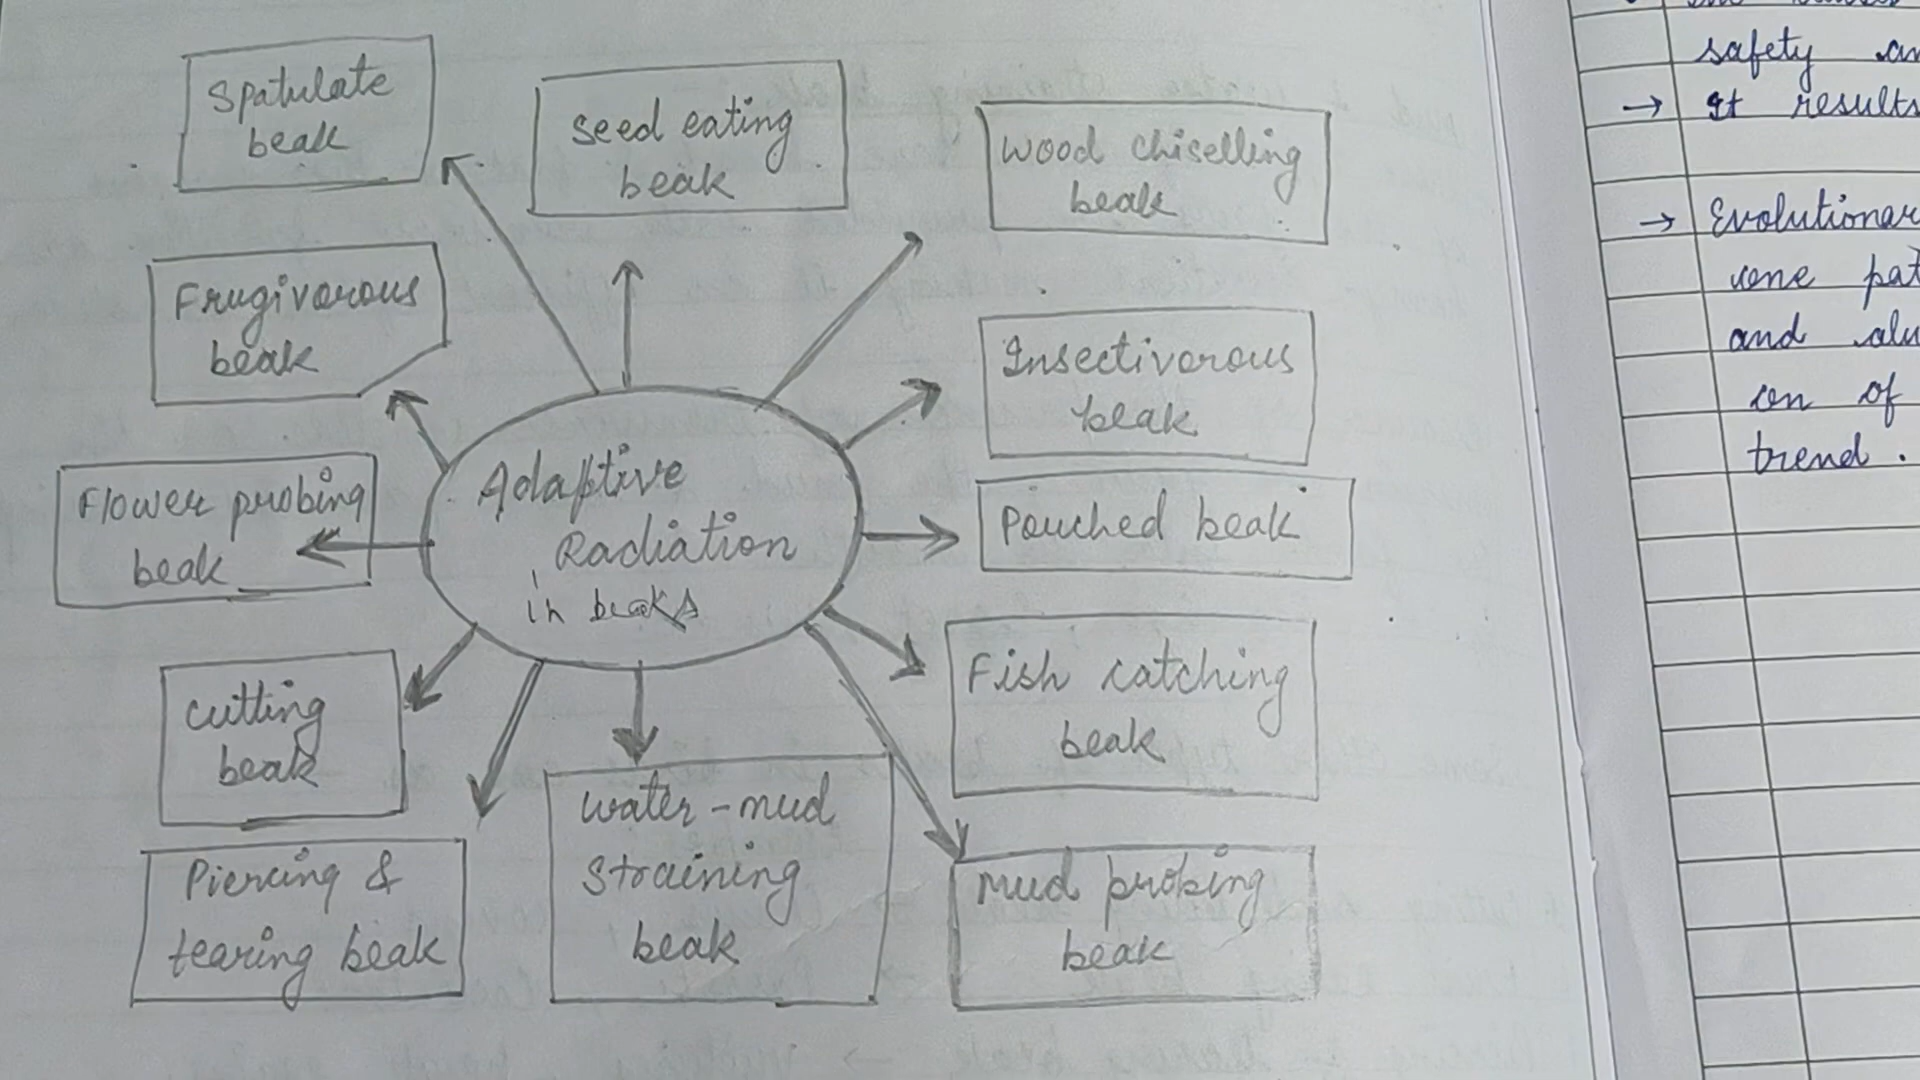 Spatulate
beak
Seed eating
beak
Wood chiselling
beak
Frugivorous
beak
Insectivorous
beak
Flower probing
beak
Adaptive
Radiation
in beaks
Pouched beak
Cutting
beak
Fish catching
beak
Piercing &
tearing beak
Water-mud
Straining
beak
Mud probing
beak
safety
→ It results
→ Evolutionar
one pat
and
on of
trend.